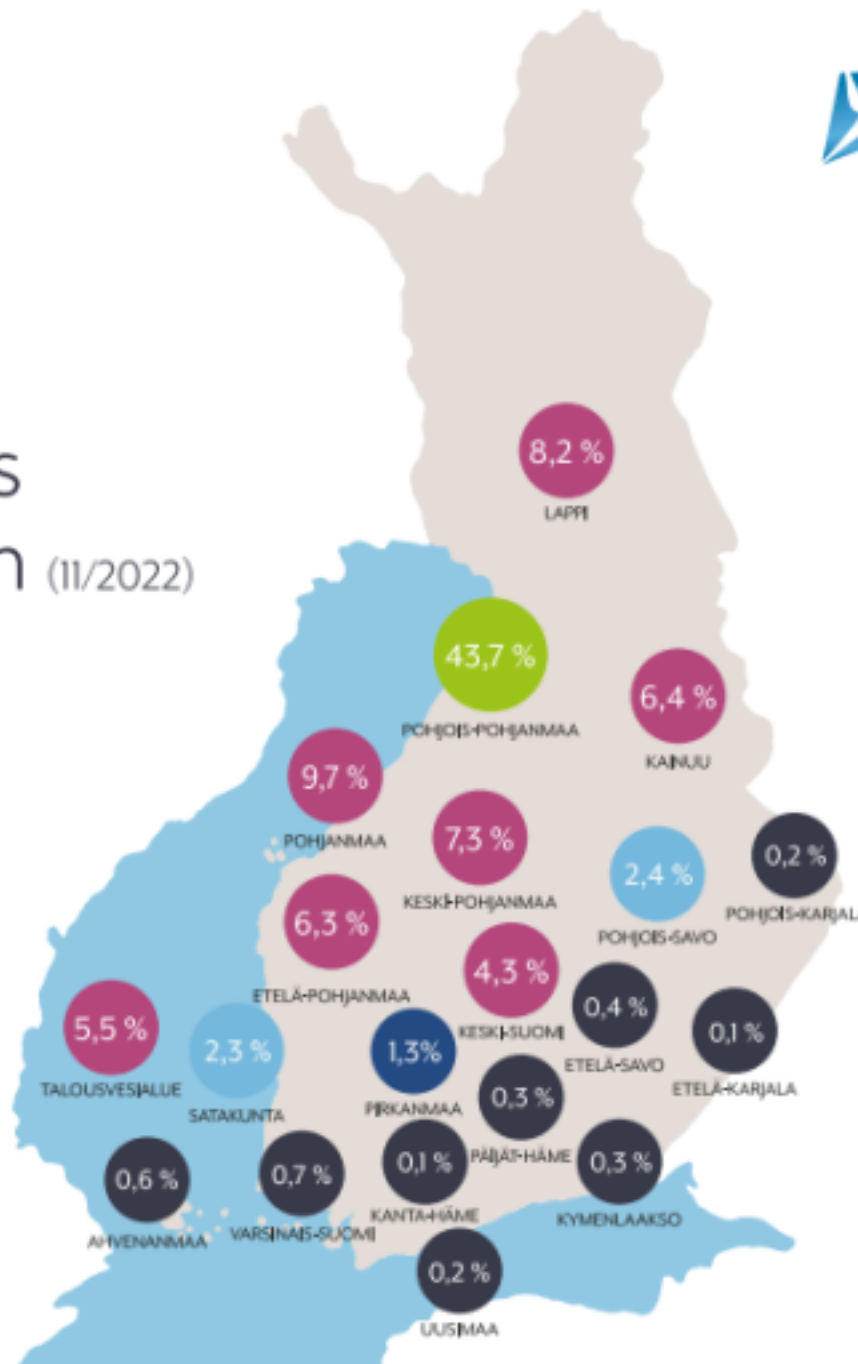 s
n (11/2022)
8,2 %
LAPPI
43,7 %
POHJOIS-POHJANMAA
6,4 %
KAINUU
9,7 %
POHJANMAA
7,3 %
KESKI-POHJANMAA
2,4 %
POHJOIS-SAVO
0,2 %
POHJOIS-KARJAL
6,3 %
ETELÄ-POHJANMAA
4,3 %
KESKI-SUOMI
0,4 %
ETELÄ-SAVO
0,1 %
ETELÄ-KARJALA
5,5 %
TALOUSVESIALUE
2,3 %
SATAKUNTA
1,3%
PIRKANMAA
0,3 %
PÄIJÄT-HÄME
0,6 %
AHVENANMAA
0,7 %
VARSINAIS-SUOMI
0,1 %
KANTA-HÄME
0,3 %
KYMENLAAKSO
0,2 %
UUSIMAA